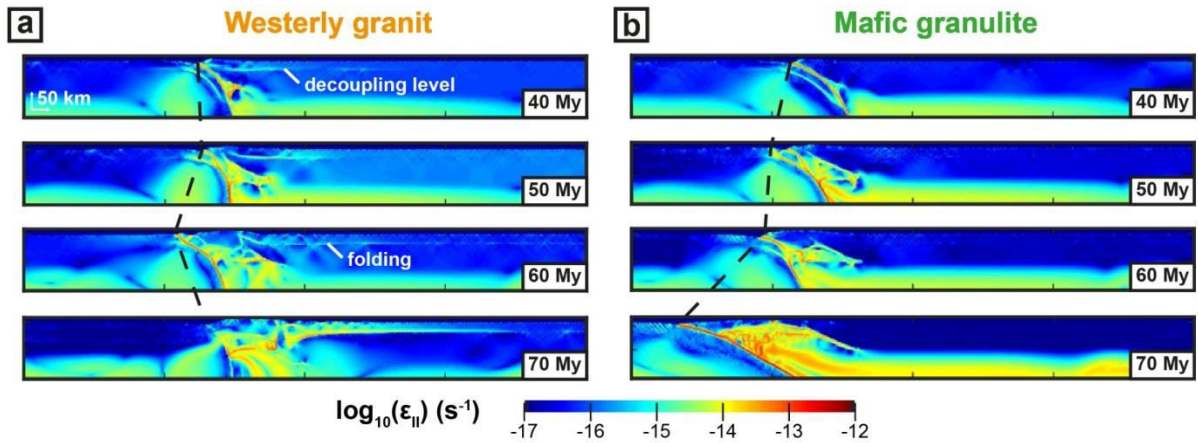 a
Westerly granit
decoupling level
50 km
40 My
50 My
folding
60 My
70 My
b
Mafic granulite
40 My
50 My
60 My
70 My
log₁₀(ε_II) (s⁻¹)
-17 -16 -15 -14 -13 -12